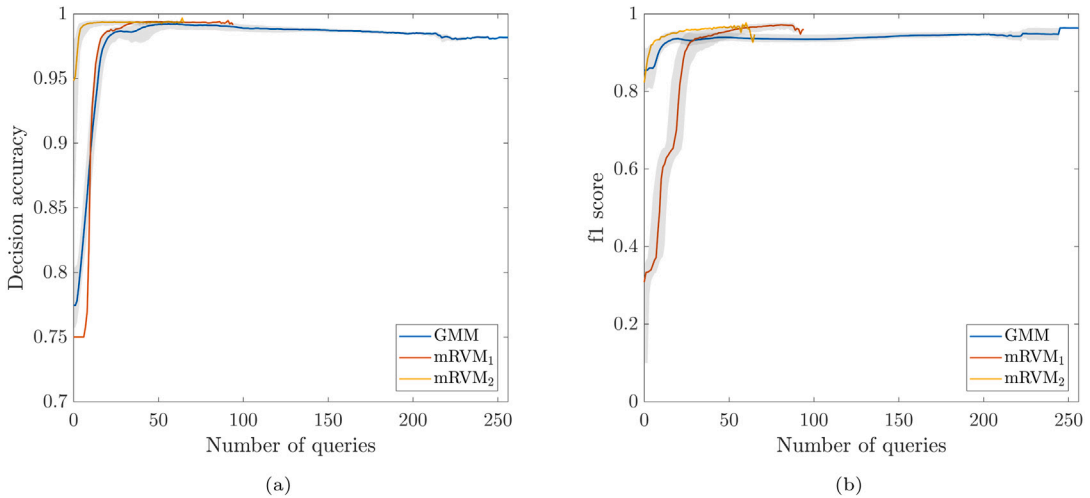 1
0.95
0.9
0.85
0.8
0.75
0.7
Decision accuracy
0
50
100
150
200
250
Number of queries
GMM
mRVM₁
mRVM₂
(a)
1
0.8
0.6
0.4
0.2
0
f1 score
0
50
100
150
200
250
Number of queries
GMM
mRVM₁
mRVM₂
(b)